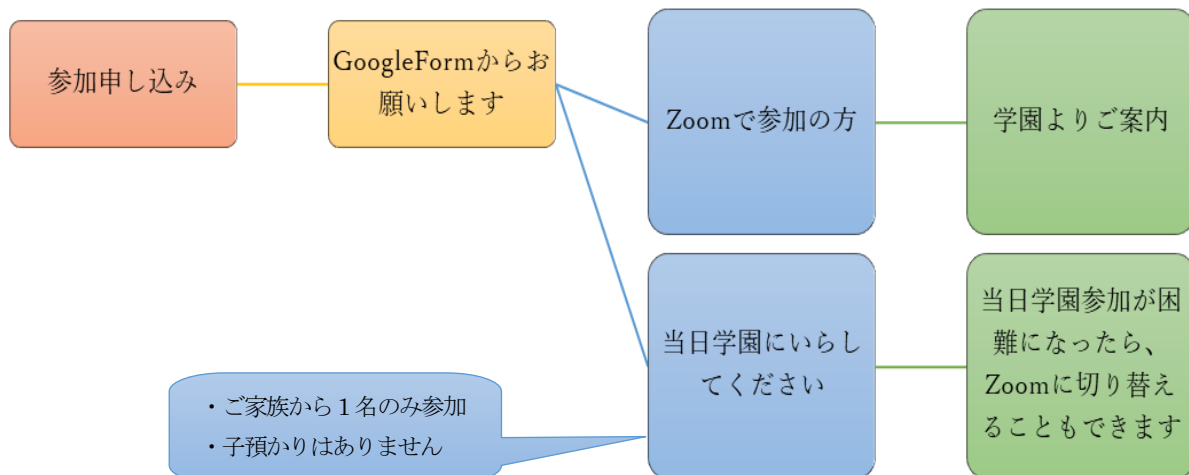 参加申し込み
GoogleFormからお
願いします
Zoomで参加の方
学園よりご案内
当日学園にいらし
てください
当日学園参加が困
難になったら、
Zoomに切り替え
ることもできます
・ご家族から１名のみ参加
・子預かりはありません